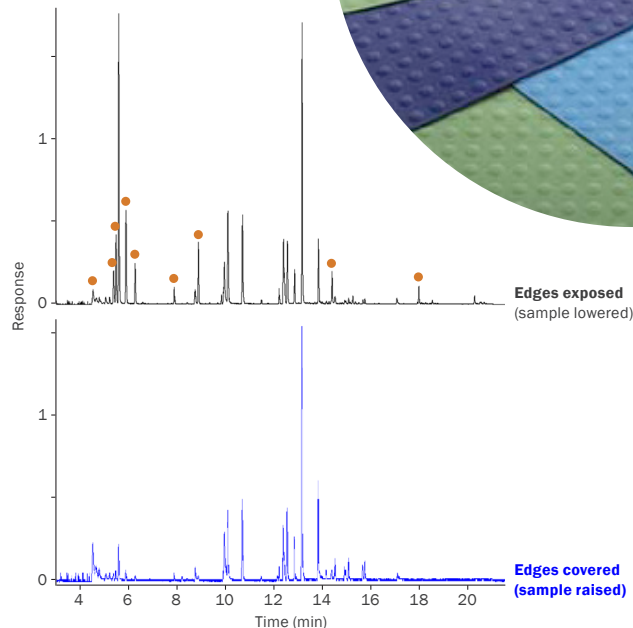 1
0
Response
Edges exposed
(sample lowered)
1
0
Edges covered
(sample raised)
4 6 8 10 12 14 16 18 20
Time (min)